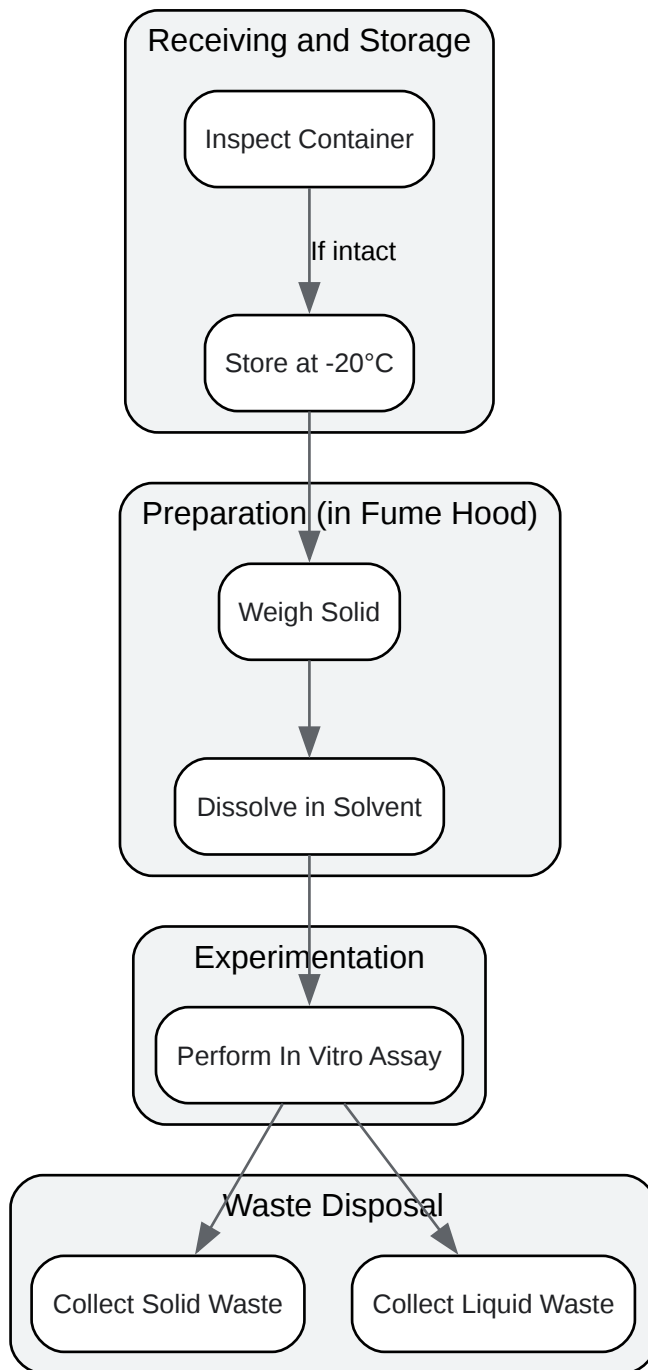 Receiving and Storage
Inspect Container
If intact
Store at -20°C
Preparation (in Fume Hood)
Weigh Solid
Dissolve in Solvent
Experimentation
Perform In Vitro Assay
Waste Disposal
Collect Solid Waste
Collect Liquid Waste